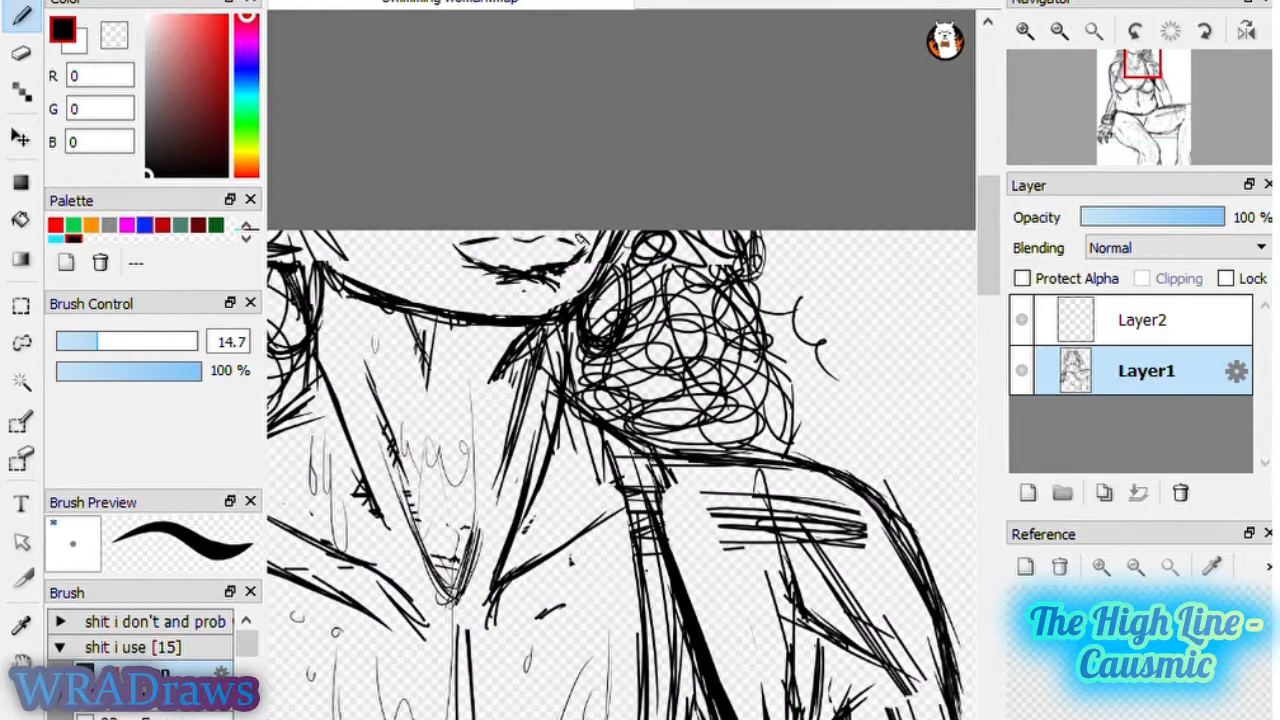 Color
Navigator
R 0
G 0
B 0
Palette
---
Brush Control
14.7
100 %
Brush Preview
Brush
shit i don't and prob
shit i use [15]
WRADraws
Layer
Opacity 100 %
Blending Normal
Protect Alpha Clipping Lock
Layer2
Layer1
Reference
The High Line -
Causmic
T